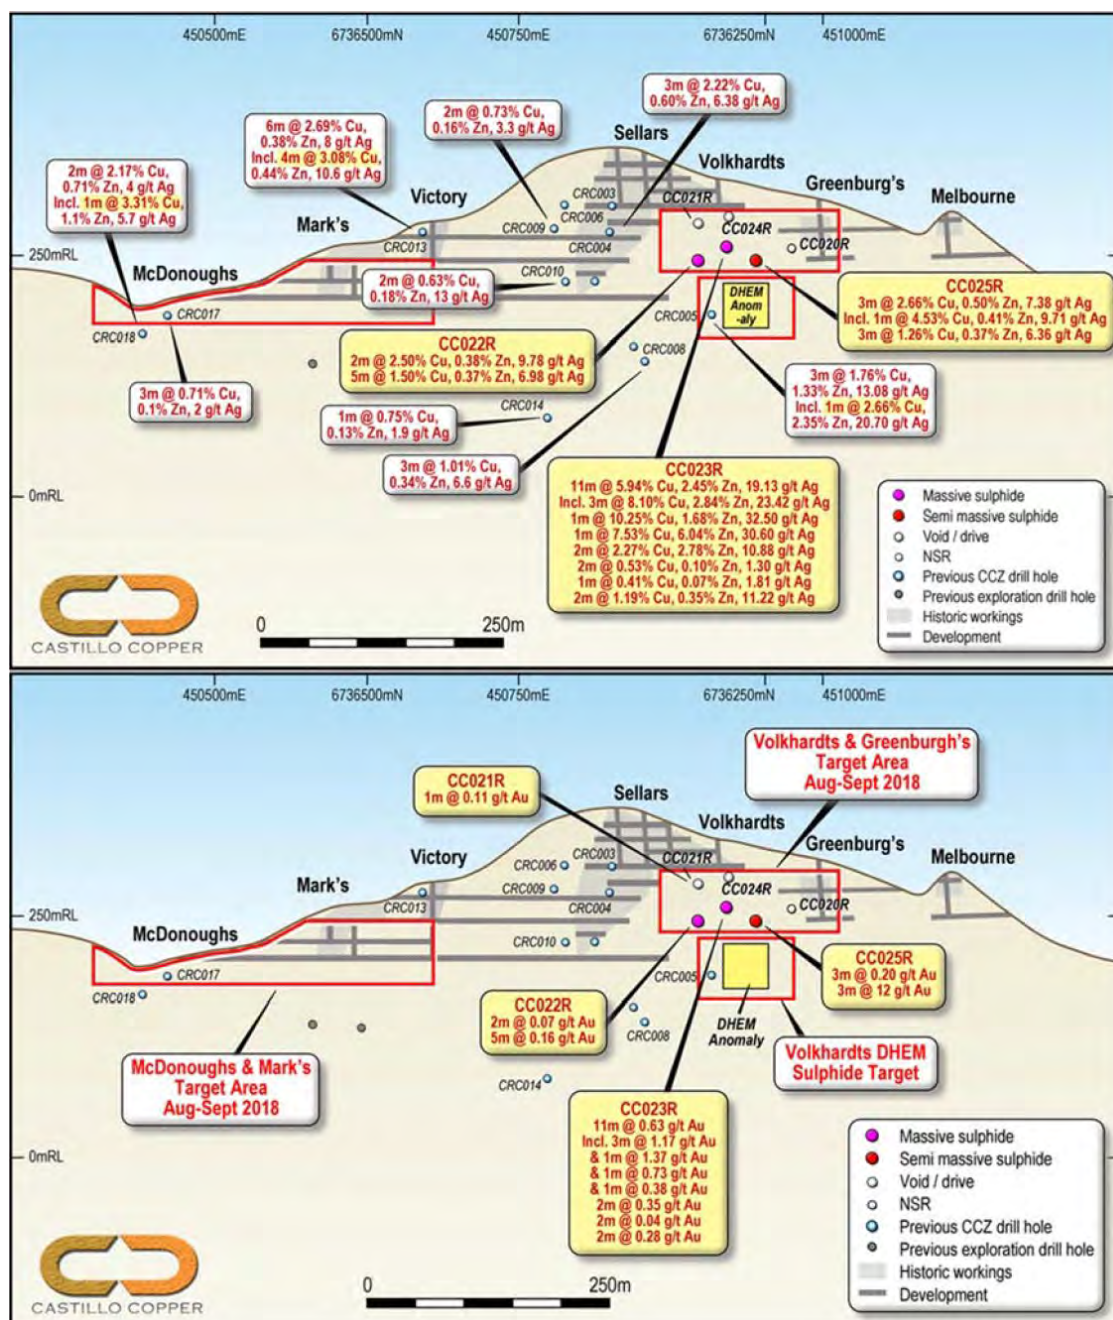 450500mE
6736500mN
450750mE
6736250mN
451000mE
3m @ 2.22% Cu,
0.60% Zn, 6.38 g/t Ag
2m @ 0.73% Cu,
0.16% Zn, 3.3 g/t Ag
6m @ 2.69% Cu,
0.38% Zn, 8 g/t Ag
Incl. 4m @ 3.08% Cu,
0.44% Zn, 10.6 g/t Ag
2m @ 2.17% Cu,
0.71% Zn, 4 g/t Ag
Incl. 1m @ 3.31% Cu,
1.1% Zn, 5.7 g/t Ag
Sellars
Volkhardts
Greenburg's
Melbourne
Victory
Mark's
McDonoughs
CC021R
CRC003
CRC006
CRC009
CRC004
CC024R
CC020R
CRC013
250mRL
CRC010
2m @ 0.63% Cu,
0.18% Zn, 13 g/t Ag
DHEM
Anom
-aly
CRC005
CRC017
CRC018
CC025R
3m @ 2.66% Cu, 0.50% Zn, 7.38 g/t Ag
Incl. 1m @ 4.53% Cu, 0.41% Zn, 9.71 g/t Ag
3m @ 1.26% Cu, 0.37% Zn, 6.36 g/t Ag
CC022R
2m @ 2.50% Cu, 0.38% Zn, 9.78 g/t Ag
5m @ 1.50% Cu, 0.37% Zn, 6.98 g/t Ag
CRC008
3m @ 0.71% Cu,
0.1% Zn, 2 g/t Ag
CRC014
1m @ 0.75% Cu,
0.13% Zn, 1.9 g/t Ag
3m @ 1.76% Cu,
1.33% Zn, 13.08 g/t Ag
Incl. 1m @ 2.66% Cu,
2.35% Zn, 20.70 g/t Ag
3m @ 1.01% Cu,
0.34% Zn, 6.6 g/t Ag
CC023R
11m @ 5.94% Cu, 2.45% Zn, 19.13 g/t Ag
Incl. 3m @ 8.10% Cu, 2.84% Zn, 23.42 g/t Ag
1m @ 10.25% Cu, 1.68% Zn, 32.50 g/t Ag
1m @ 7.53% Cu, 6.04% Zn, 30.60 g/t Ag
2m @ 2.27% Cu, 2.78% Zn, 10.88 g/t Ag
2m @ 0.53% Cu, 0.10% Zn, 1.30 g/t Ag
1m @ 0.41% Cu, 0.07% Zn, 1.81 g/t Ag
2m @ 1.19% Cu, 0.35% Zn, 11.22 g/t Ag
0mRL
Massive sulphide
Semi massive sulphide
Void / drive
NSR
Previous CCZ drill hole
Previous exploration drill hole
Historic workings
Development
CASTILLO COPPER
0
250m
450500mE
6736500mN
450750mE
6736250mN
451000mE
Volkhardts & Greenburgh's
Target Area
Aug-Sept 2018
CC021R
1m @ 0.11 g/t Au
Sellars
Volkhardts
Greenburg's
Melbourne
Victory
Mark's
McDonoughs
CC021R
CRC006
CRC003
CRC009
CRC004
CC024R
CC020R
CRC013
250mRL
CRC010
CRC005
CRC017
CRC018
CC025R
3m @ 0.20 g/t Au
3m @ 12 g/t Au
CC022R
2m @ 0.07 g/t Au
5m @ 0.16 g/t Au
CRC008
DHEM
Anomaly
Volkhardts DHEM
Sulphide Target
McDonoughs & Mark's
Target Area
Aug-Sept 2018
CRC014
CC023R
11m @ 0.63 g/t Au
Incl. 3m @ 1.17 g/t Au
& 1m @ 1.37 g/t Au
& 1m @ 0.73 g/t Au
& 1m @ 0.38 g/t Au
2m @ 0.35 g/t Au
2m @ 0.04 g/t Au
2m @ 0.28 g/t Au
0mRL
Massive sulphide
Semi massive sulphide
Void / drive
NSR
Previous CCZ drill hole
Previous exploration drill hole
Historic workings
Development
CASTILLO COPPER
0
250m